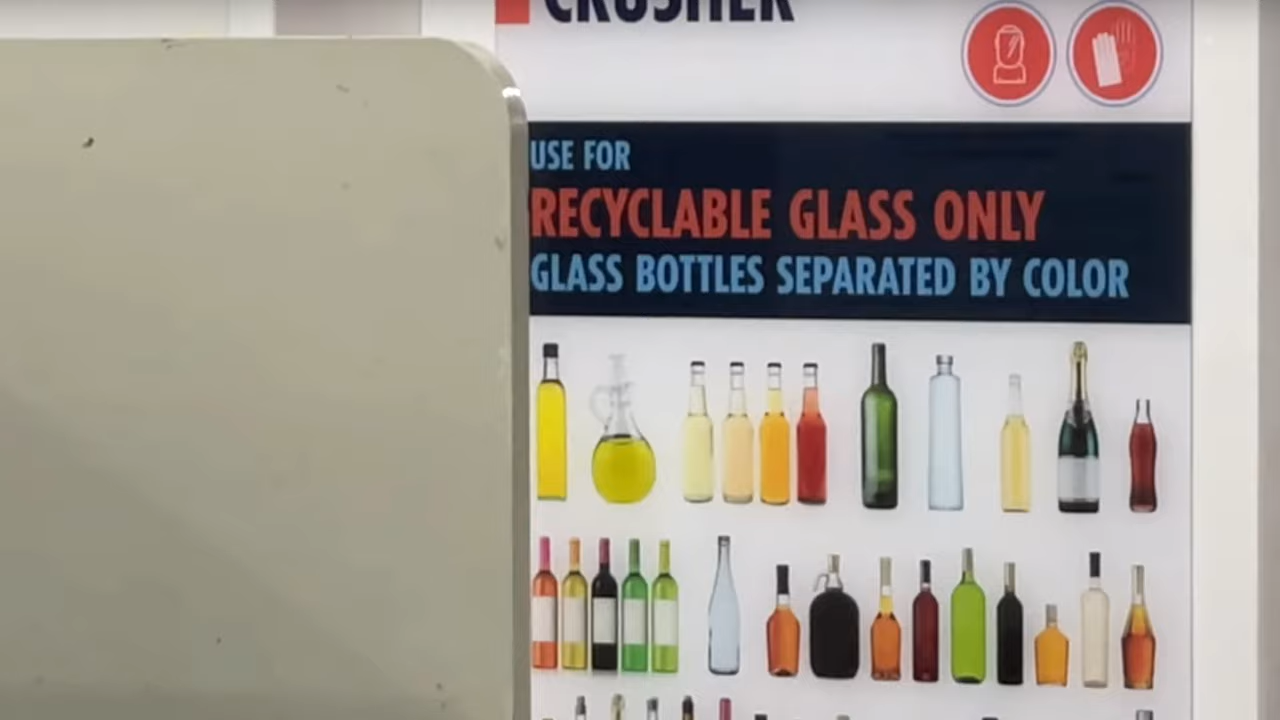 CRUSHER
USE FOR
RECYCLABLE GLASS ONLY
GLASS BOTTLES SEPARATED BY COLOR